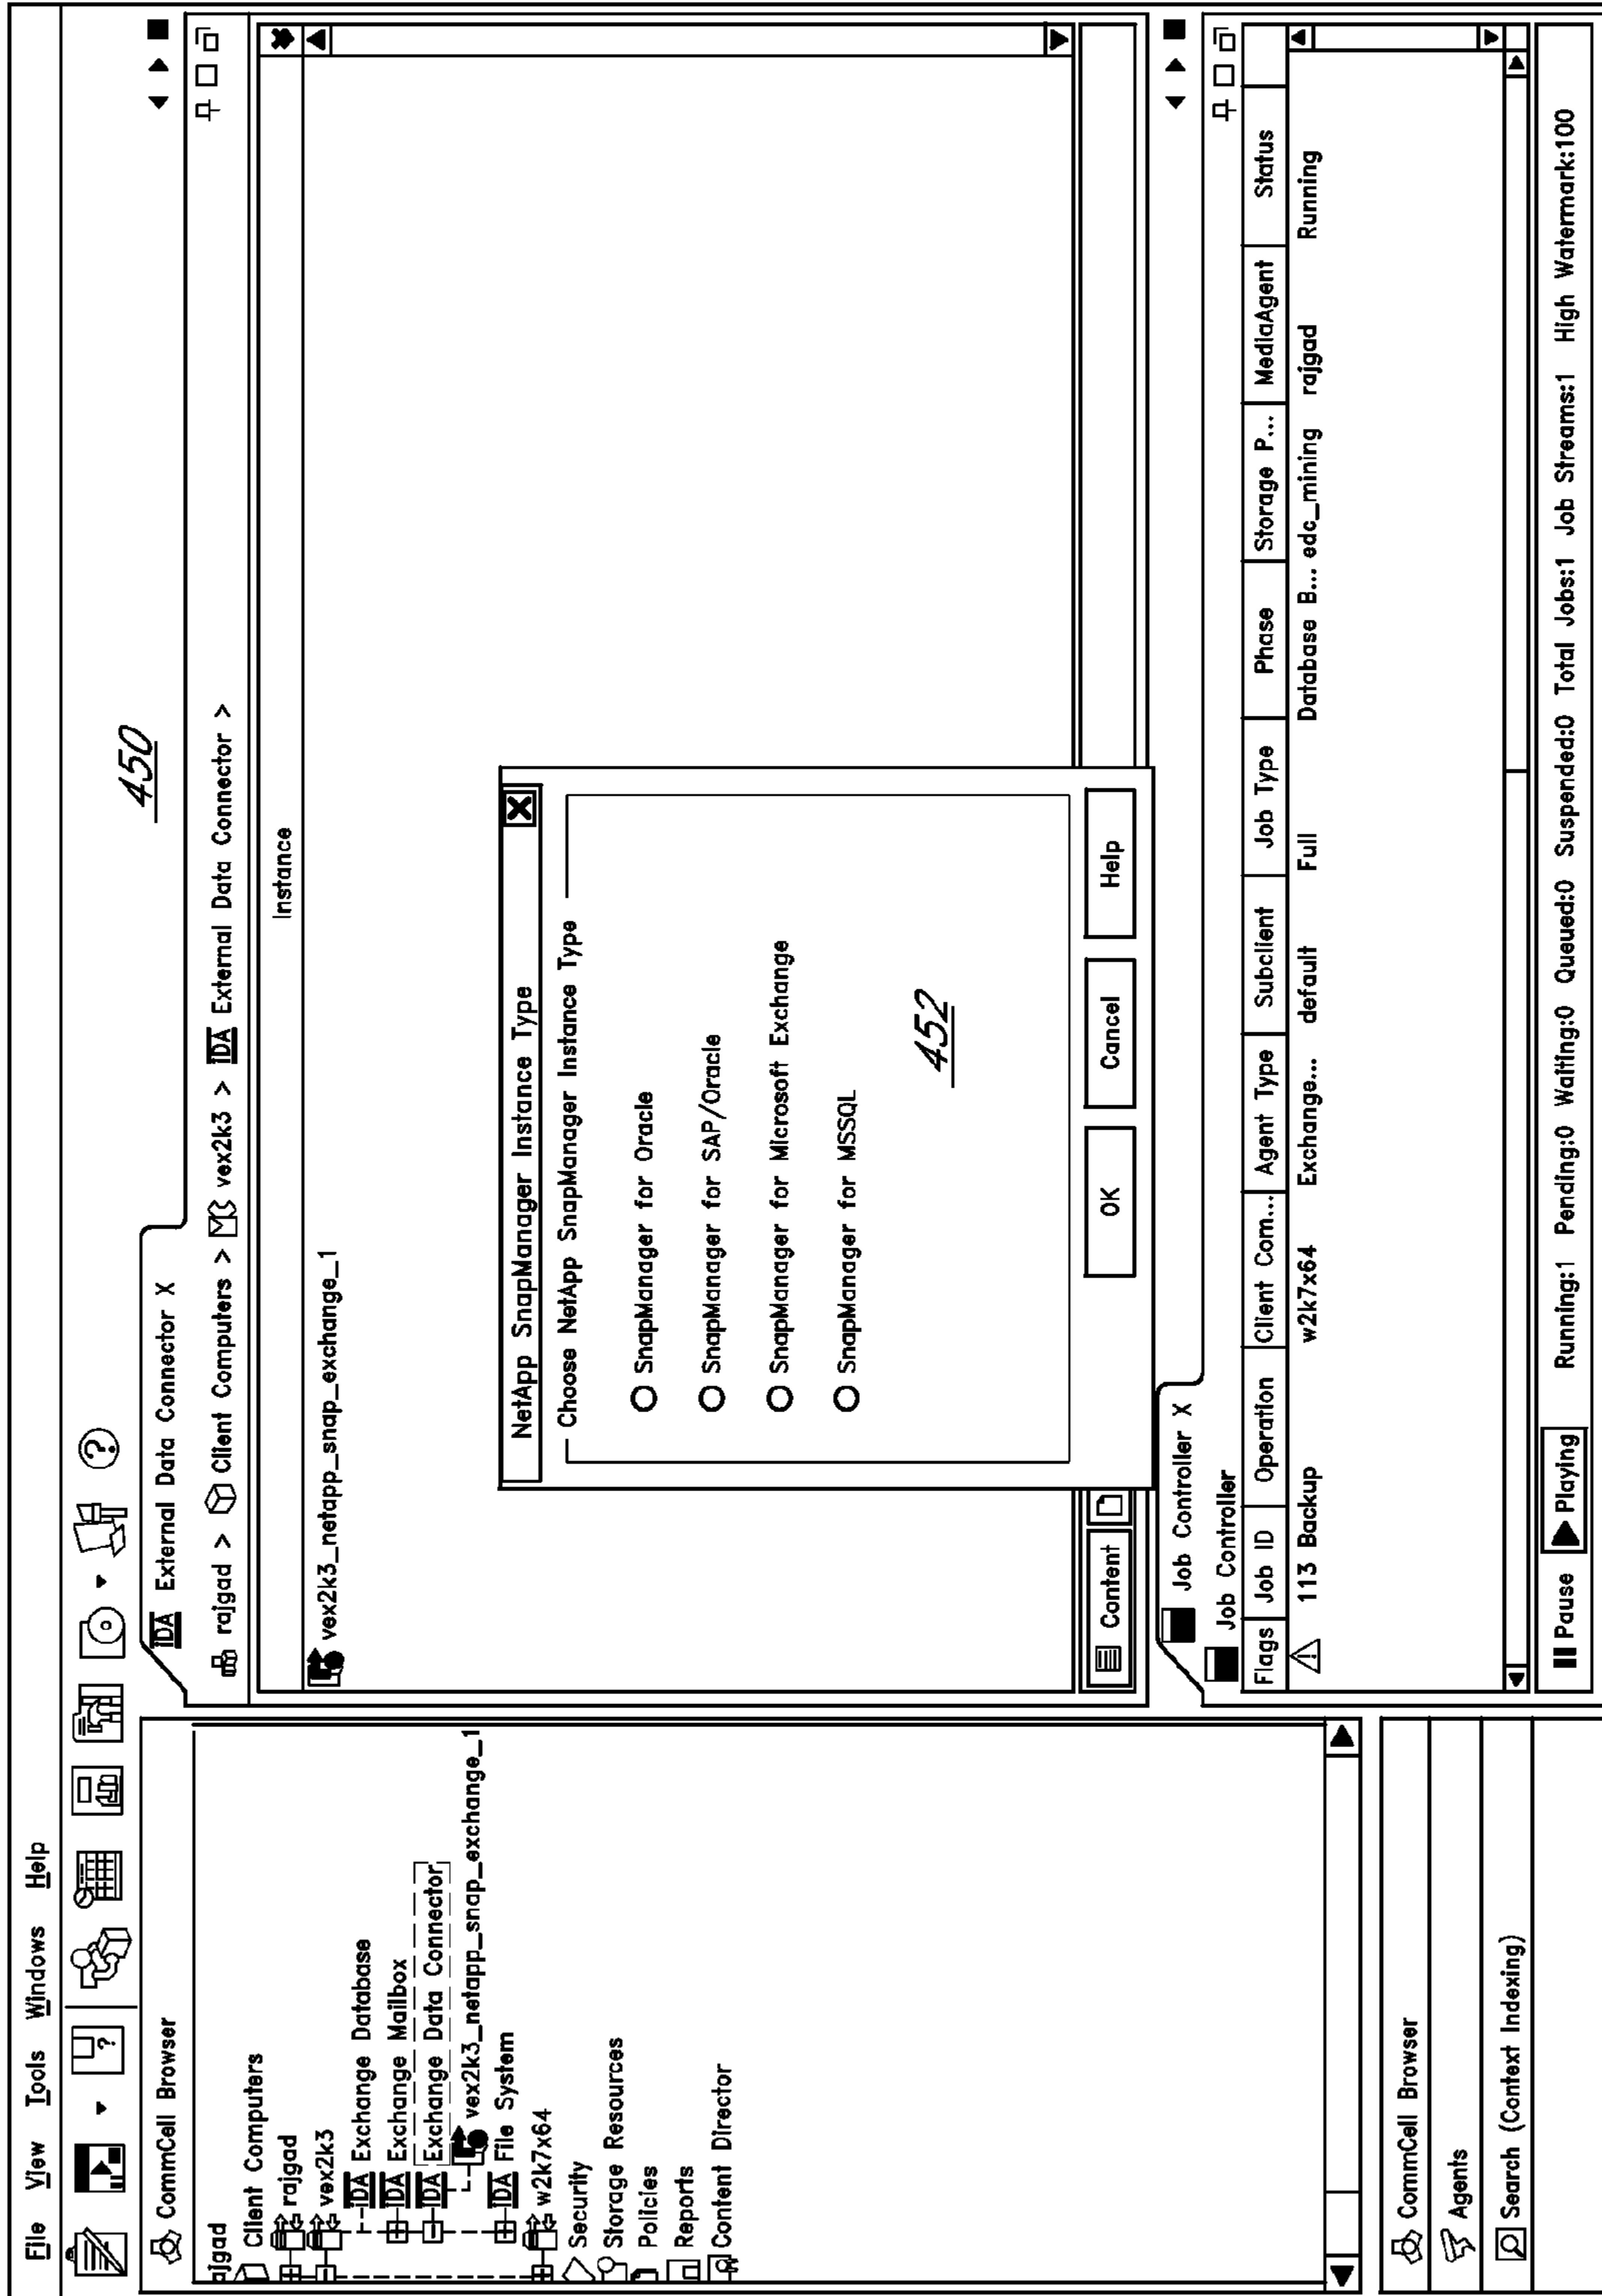 File View Tools Windows Help
450
CommCell Browser
ajgad
Client Computers
rajgad
vex2k3
iDA Exchange Database
iDA Exchange Mailbox
iDA Exchange Data Connector
vex2k3_netapp_snap_exchange_1
iDA File System
w2k7x64
Security
Storage Resources
Policies
Reports
Content Director
CommCell Browser
Agents
Search (Context Indexing)
iDA External Data Connector X
rajgad > Client Computers > vex2k3 > iDA External Data Connector >
Instance
vex2k3_netapp_snap_exchange_1
NetApp SnapManager Instance Type
Choose NetApp SnapManager Instance Type
SnapManager for Oracle
SnapManager for SAP/Oracle
SnapManager for Microsoft Exchange
SnapManager for MSSQL
452
OK Cancel Help
Content
Job Controller X
Job Controller
Flags Job ID Operation Client Com... Agent Type Subclient Job Type Phase Storage P... MediaAgent Status
113 Backup w2k7x64 Exchange... default Full Database B... edc_mining rajgad Running
Pause Playing Running:1 Pending:0 Waiting:0 Queued:0 Suspended:0 Total Jobs:1 Job Streams:1 High Watermark:100